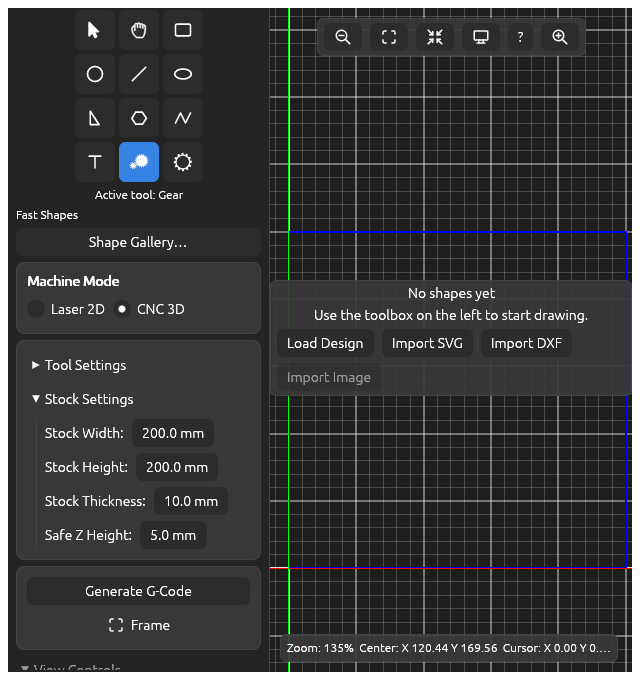 ?
T
Active tool: Gear
Fast Shapes
Shape Gallery...
Machine Mode
Laser 2D CNC 3D
Tool Settings
Stock Settings
Stock Width: 200.0 mm
Stock Height: 200.0 mm
Stock Thickness: 10.0 mm
Safe Z Height: 5.0 mm
Generate G-Code
Frame
View Controls
No shapes yet
Use the toolbox on the left to start drawing.
Load Design Import SVG Import DXF
Import Image
Zoom: 135% Center: X 120.44 Y 169.56 Cursor: X 0.00 Y 0....